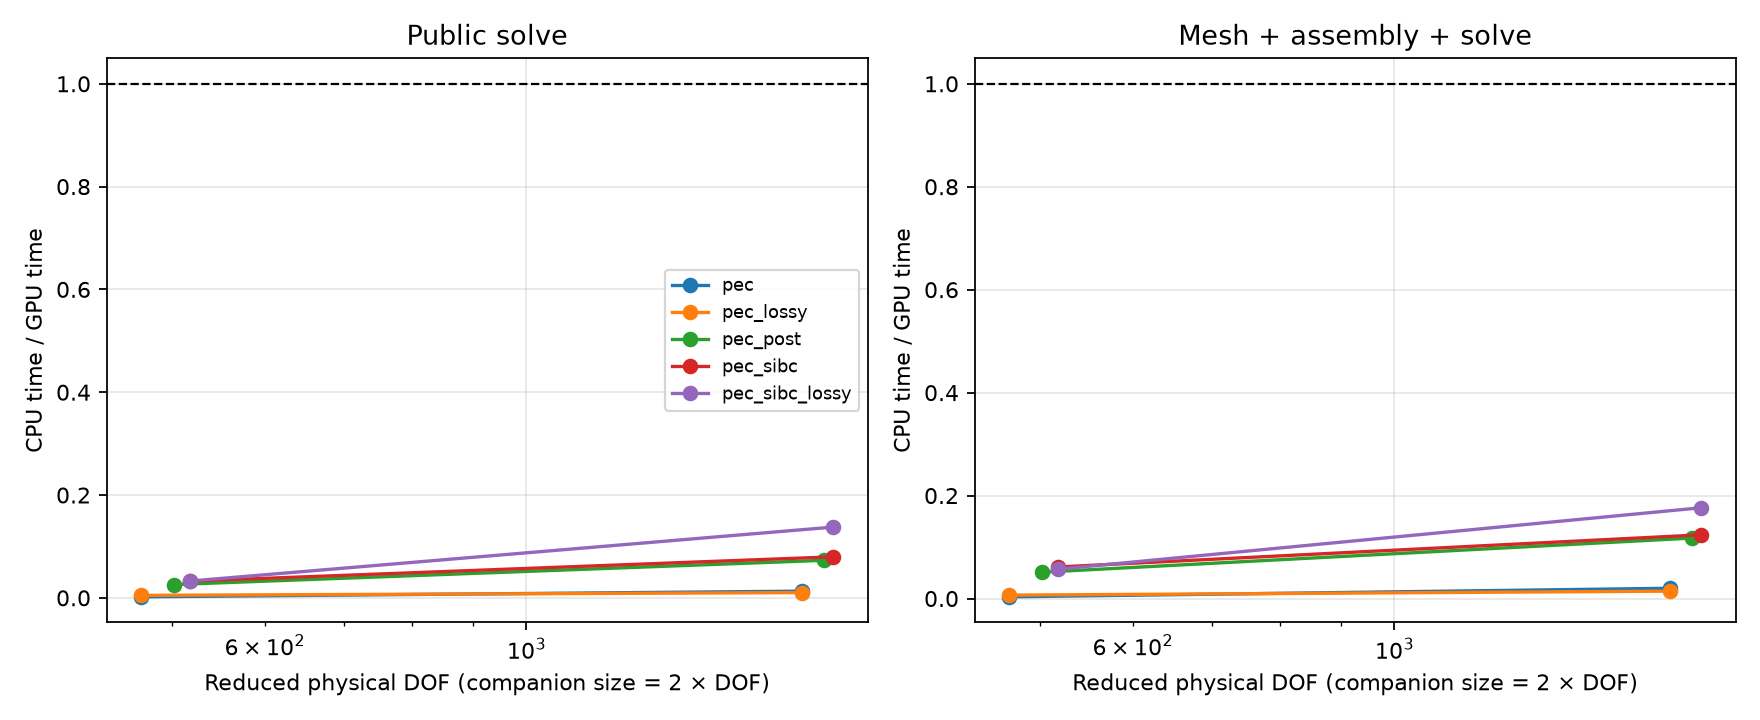 Public solve
CPU time / GPU time
1.0
0.8
0.6
0.4
0.2
0.0
pec
pec_lossy
pec_post
pec_sibc
pec_sibc_lossy
6 × 10²
10³
Reduced physical DOF (companion size = 2 × DOF)
Mesh + assembly + solve
CPU time / GPU time
1.0
0.8
0.6
0.4
0.2
0.0
6 × 10²
10³
Reduced physical DOF (companion size = 2 × DOF)